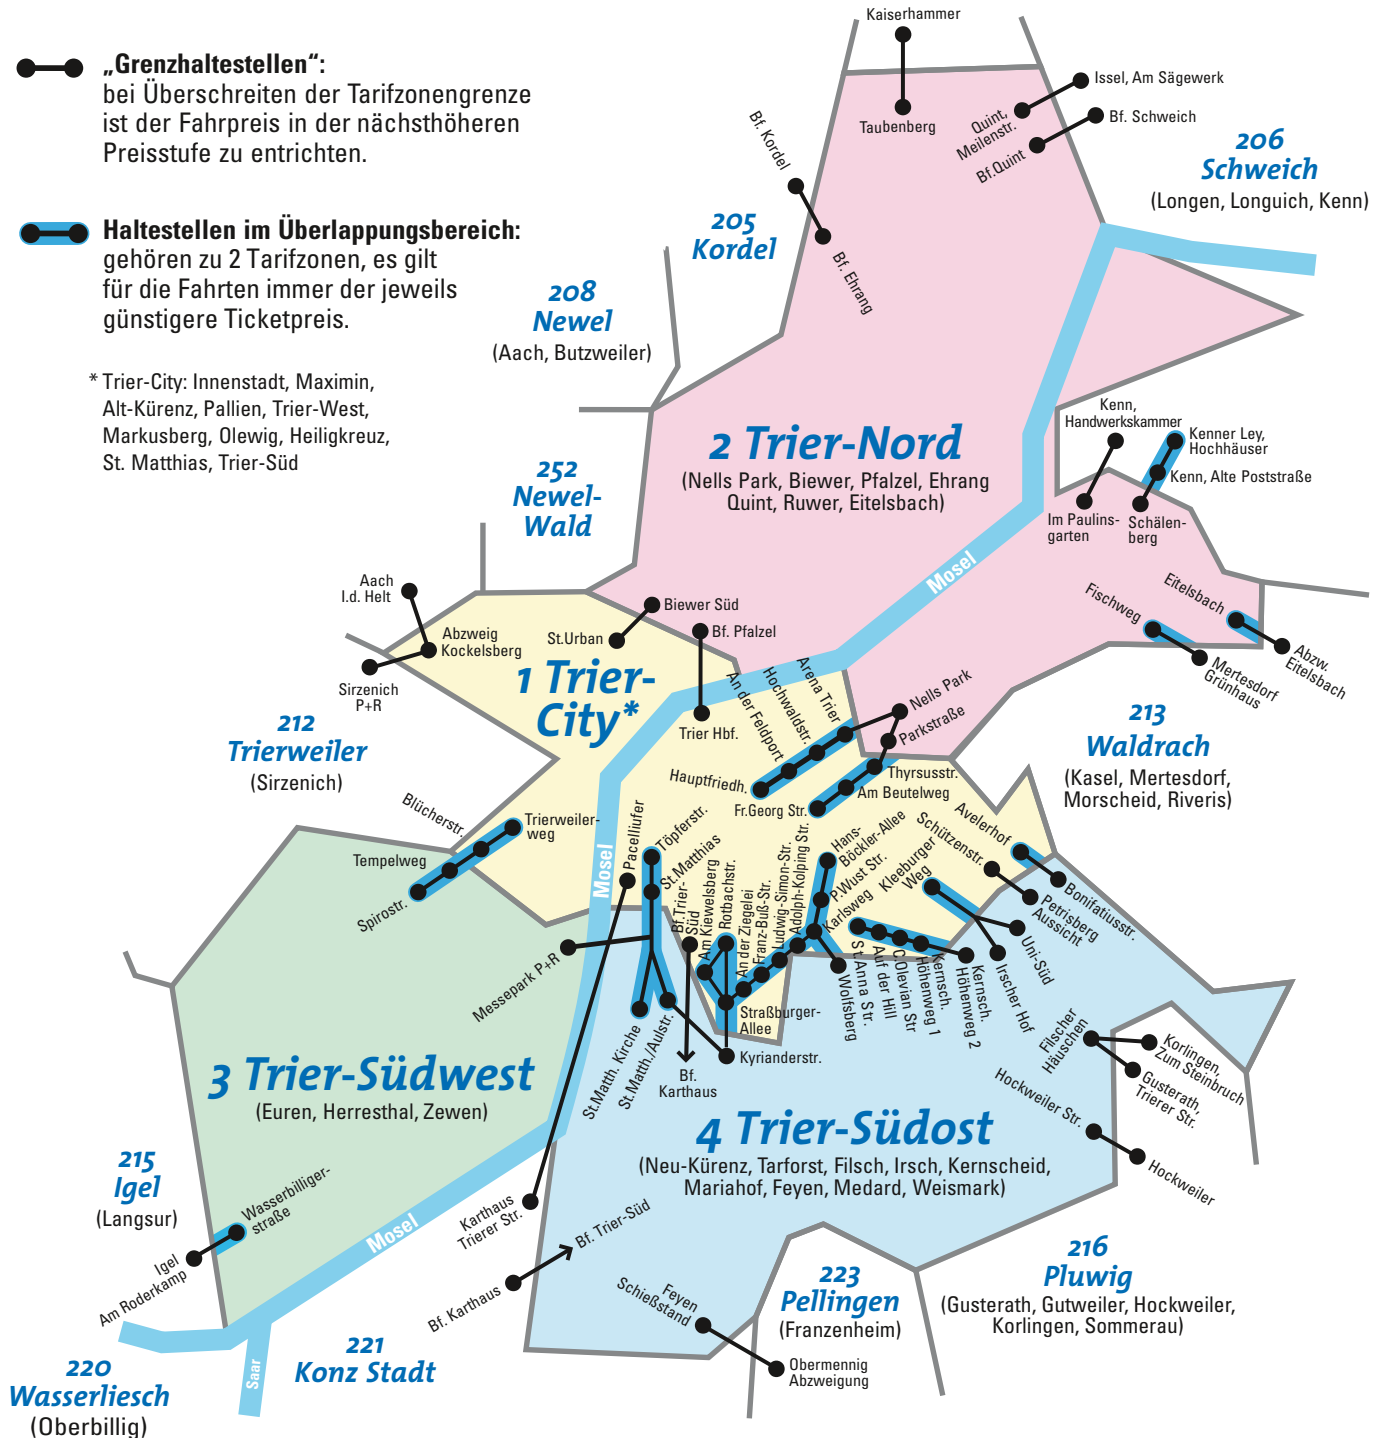 „Grenzhaltestellen“:
bei Überschreiten der Tarifzonengrenze
ist der Fahrpreis in der nächsthöheren
Preisstufe zu entrichten.
Haltestellen im Überlappungsbereich:
gehören zu 2 Tarifzonen, es gilt
für die Fahrten immer der jeweils
günstigere Ticketpreis.
* Trier-City: Innenstadt, Maximin,
Alt-Kürenz, Pallien, Trier-West,
Markusberg, Olewig, Heiligkreuz,
St. Matthias, Trier-Süd
Kaiserhammer
Taubenberg
Issel, Am Sägewerk
Quint,
Meilenstr.
Bf. Schweich
Bf.Quint
206
Schweich
(Longen, Longuich, Kenn)
Bf. Kordel
Bf. Ehrang
205
Kordel
208
Newel
(Aach, Butzweiler)
252
Newel-
Wald
2 Trier-Nord
(Nells Park, Biewer, Pfalzel, Ehrang
Quint, Ruwer, Eitelsbach)
Kenn,
Handwerkskammer
Kenner Ley,
Hochhäuser
Kenn, Alte Poststraße
Im Paulins-
garten
Schälen-
berg
Mosel
Fischweg
Eitelsbach
Mertesdorf
Grünhaus
Abzw.
Eitelsbach
Aach
I.d. Helt
Abzweig
Kockelsberg
Sirzenich
P+R
St.Urban
Biewer Süd
Bf. Pfalzel
Trier Hbf.
1 Trier-
City*
212
Trierweiler
(Sirzenich)
213
Waldrach
(Kasel, Mertesdorf,
Morscheid, Riveris)
An der Feldport
Hochwaldstr.
Arena Trier
Nells Park
Parkstraße
Hauptfriedh.
Thyrsusstr.
Am Beutelweg
Fr.Georg Str.
Blücherstr.
Trierweiler-
weg
Tempelweg
Spirostr.
Mosel
Pacelliufer
Töpferstr.
St.Matthias
Bf.Trier-
Süd
Am Kiewelsberg
Rotbachstr.
An der Ziegelei
Franz-Buß-Str.
Ludwig-Simon-Str.
Adolph-Kolping Str.
Hans-
Böckler-Allee
P.Wust Str.
Karlsweg
Kleeburger
Weg
Schützenstr.
Avelerhof
Bonifatiusstr.
Petrisberg
Aussicht
Uni-Süd
Irscher Hof
Wolfsberg
St. Anna Str.
Auf der Hill
C.Olevian Str
Kernsch.
Höhenweg 1
Kernsch.
Höhenweg 2
Messepark P+R
St.Matth. Kirche
St.Matth./Aulstr.
Straßburger-
Allee
Kyrianderstr.
Bf.
Karthaus
Filscher
Häuschen
Korlingen,
Zum Steinbruch
Gusterath,
Trierer Str.
Hockweiler Str.
Hockweiler
3 Trier-Südwest
(Euren, Herresthal, Zewen)
4 Trier-Südost
(Neu-Kürenz, Tarforst, Filsch, Irsch, Kernscheid,
Mariahof, Feyen, Medard, Weismark)
215
Igel
(Langsur)
Wasserbilliger-
straße
Igel
Am Roderkamp
Mosel
Karthaus
Trierer Str.
Bf. Trier-Süd
Bf. Karthaus
Feyen
Schießstand
Obermennig
Abzweigung
223
Pellingen
(Franzenheim)
216
Pluwig
(Gusterath, Gutweiler, Hockweiler,
Korlingen, Sommerau)
221
Konz Stadt
Saar
220
Wasserliesch
(Oberbillig)